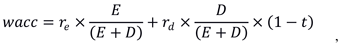 wacc = r_e × E/(E + D) + r_d × D/(E + D) × (1 − t) ,